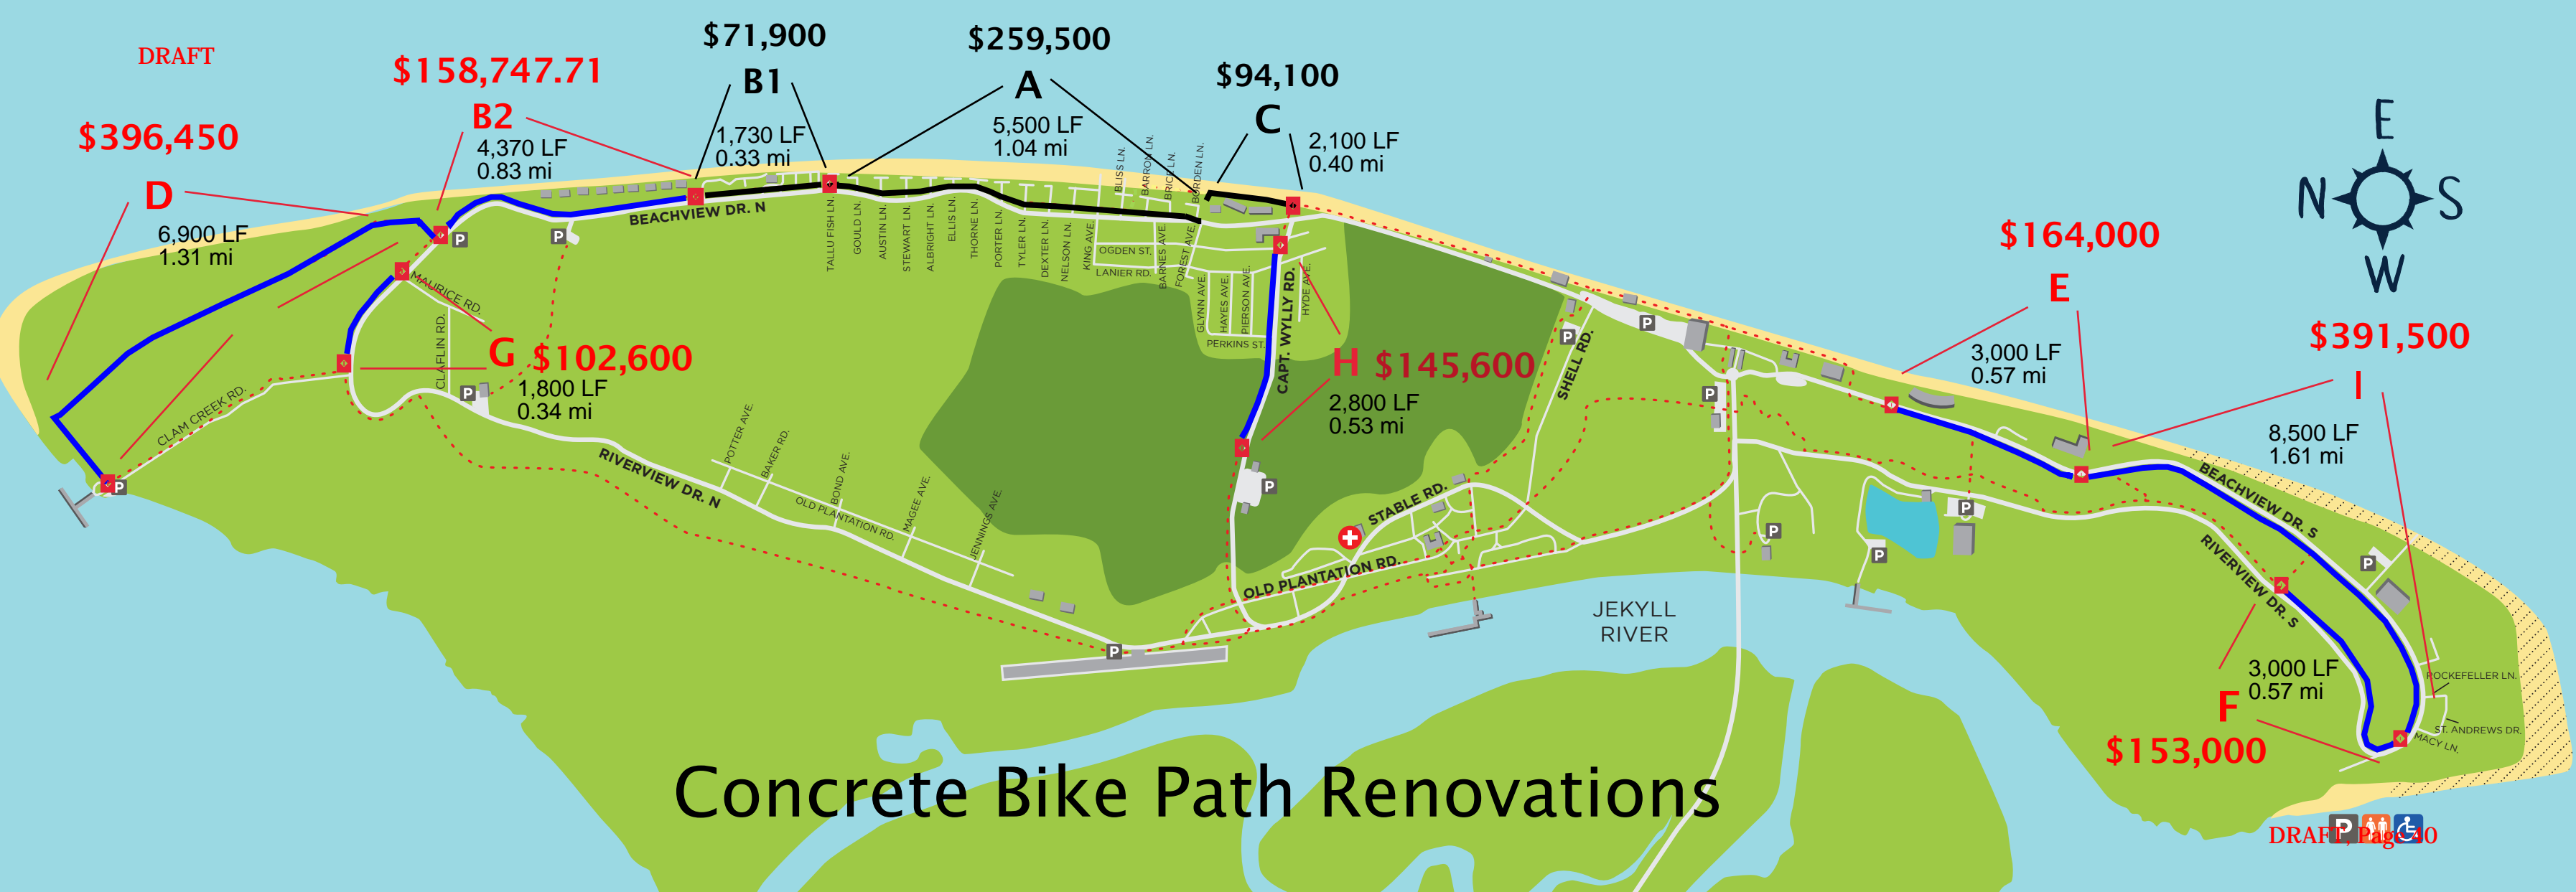 DRAFT
$396,450
D
6,900 LF
1.31 mi
$158,747.71
B2
4,370 LF
0.83 mi
$71,900
B1
1,730 LF
0.33 mi
$259,500
A
5,500 LF
1.04 mi
$94,100
C
2,100 LF
0.40 mi
E
N
S
W
$164,000
E
3,000 LF
0.57 mi
$391,500
I
8,500 LF
1.61 mi
BEACHVIEW DR. N
TALLU FISH LN.
GOULD LN.
AUSTIN LN.
STEWART LN.
ALBRIGHT LN.
ELLIS LN.
THORNE LN.
PORTER LN.
TYLER LN.
DEXTER LN.
NELSON LN.
KING AVE.
BLISS LN.
BARRON LN.
BRICE LN.
BORDEN LN.
OGDEN ST.
LANIER RD.
BARNES AVE.
FOREST AVE.
GLYNN AVE.
HAYES AVE.
PIERSON AVE.
PERKINS ST.
CAPT. WYLLY RD.
HYDE AVE.
P
P
MAURICE RD.
CLAFLIN RD.
CLAM CREEK RD.
P
P
G $102,600
1,800 LF
0.34 mi
H $145,600
2,800 LF
0.53 mi
SHELL RD.
P
P
P
P
RIVERVIEW DR. N
POTTER AVE.
BAKER RD.
BOND AVE.
OLD PLANTATION RD.
MAGEE AVE.
JENNINGS AVE.
STABLE RD.
OLD PLANTATION RD.
P
JEKYLL
RIVER
P
P
P
P
BEACHVIEW DR. S
RIVERVIEW DR. S
3,000 LF
0.57 mi
F
$153,000
ROCKEFELLER LN.
ST. ANDREWS DR.
MACY LN.
Concrete Bike Path Renovations
P
DRAFT, Page 40